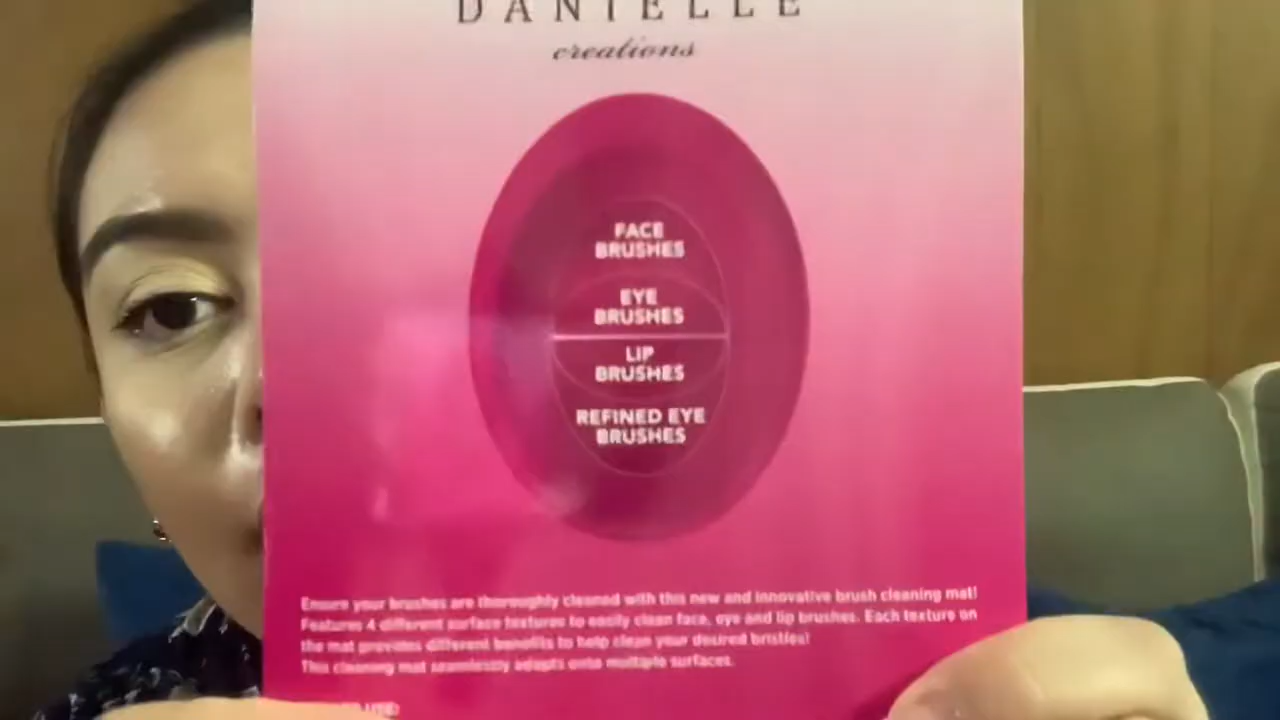 DANIELLE
creations
FACE
BRUSHES
EYE
BRUSHES
LIP
BRUSHES
REFINED EYE
BRUSHES
Ensure your brushes are thoroughly cleaned with this new and innovative brush cleaning mat!
Features 4 different surface textures to easily clean face, eye and lip brushes. Each texture on
the mat provides different benefits to help clean your desired bristles!
This cleaning mat seamlessly adapts onto multiple surfaces.
USE: